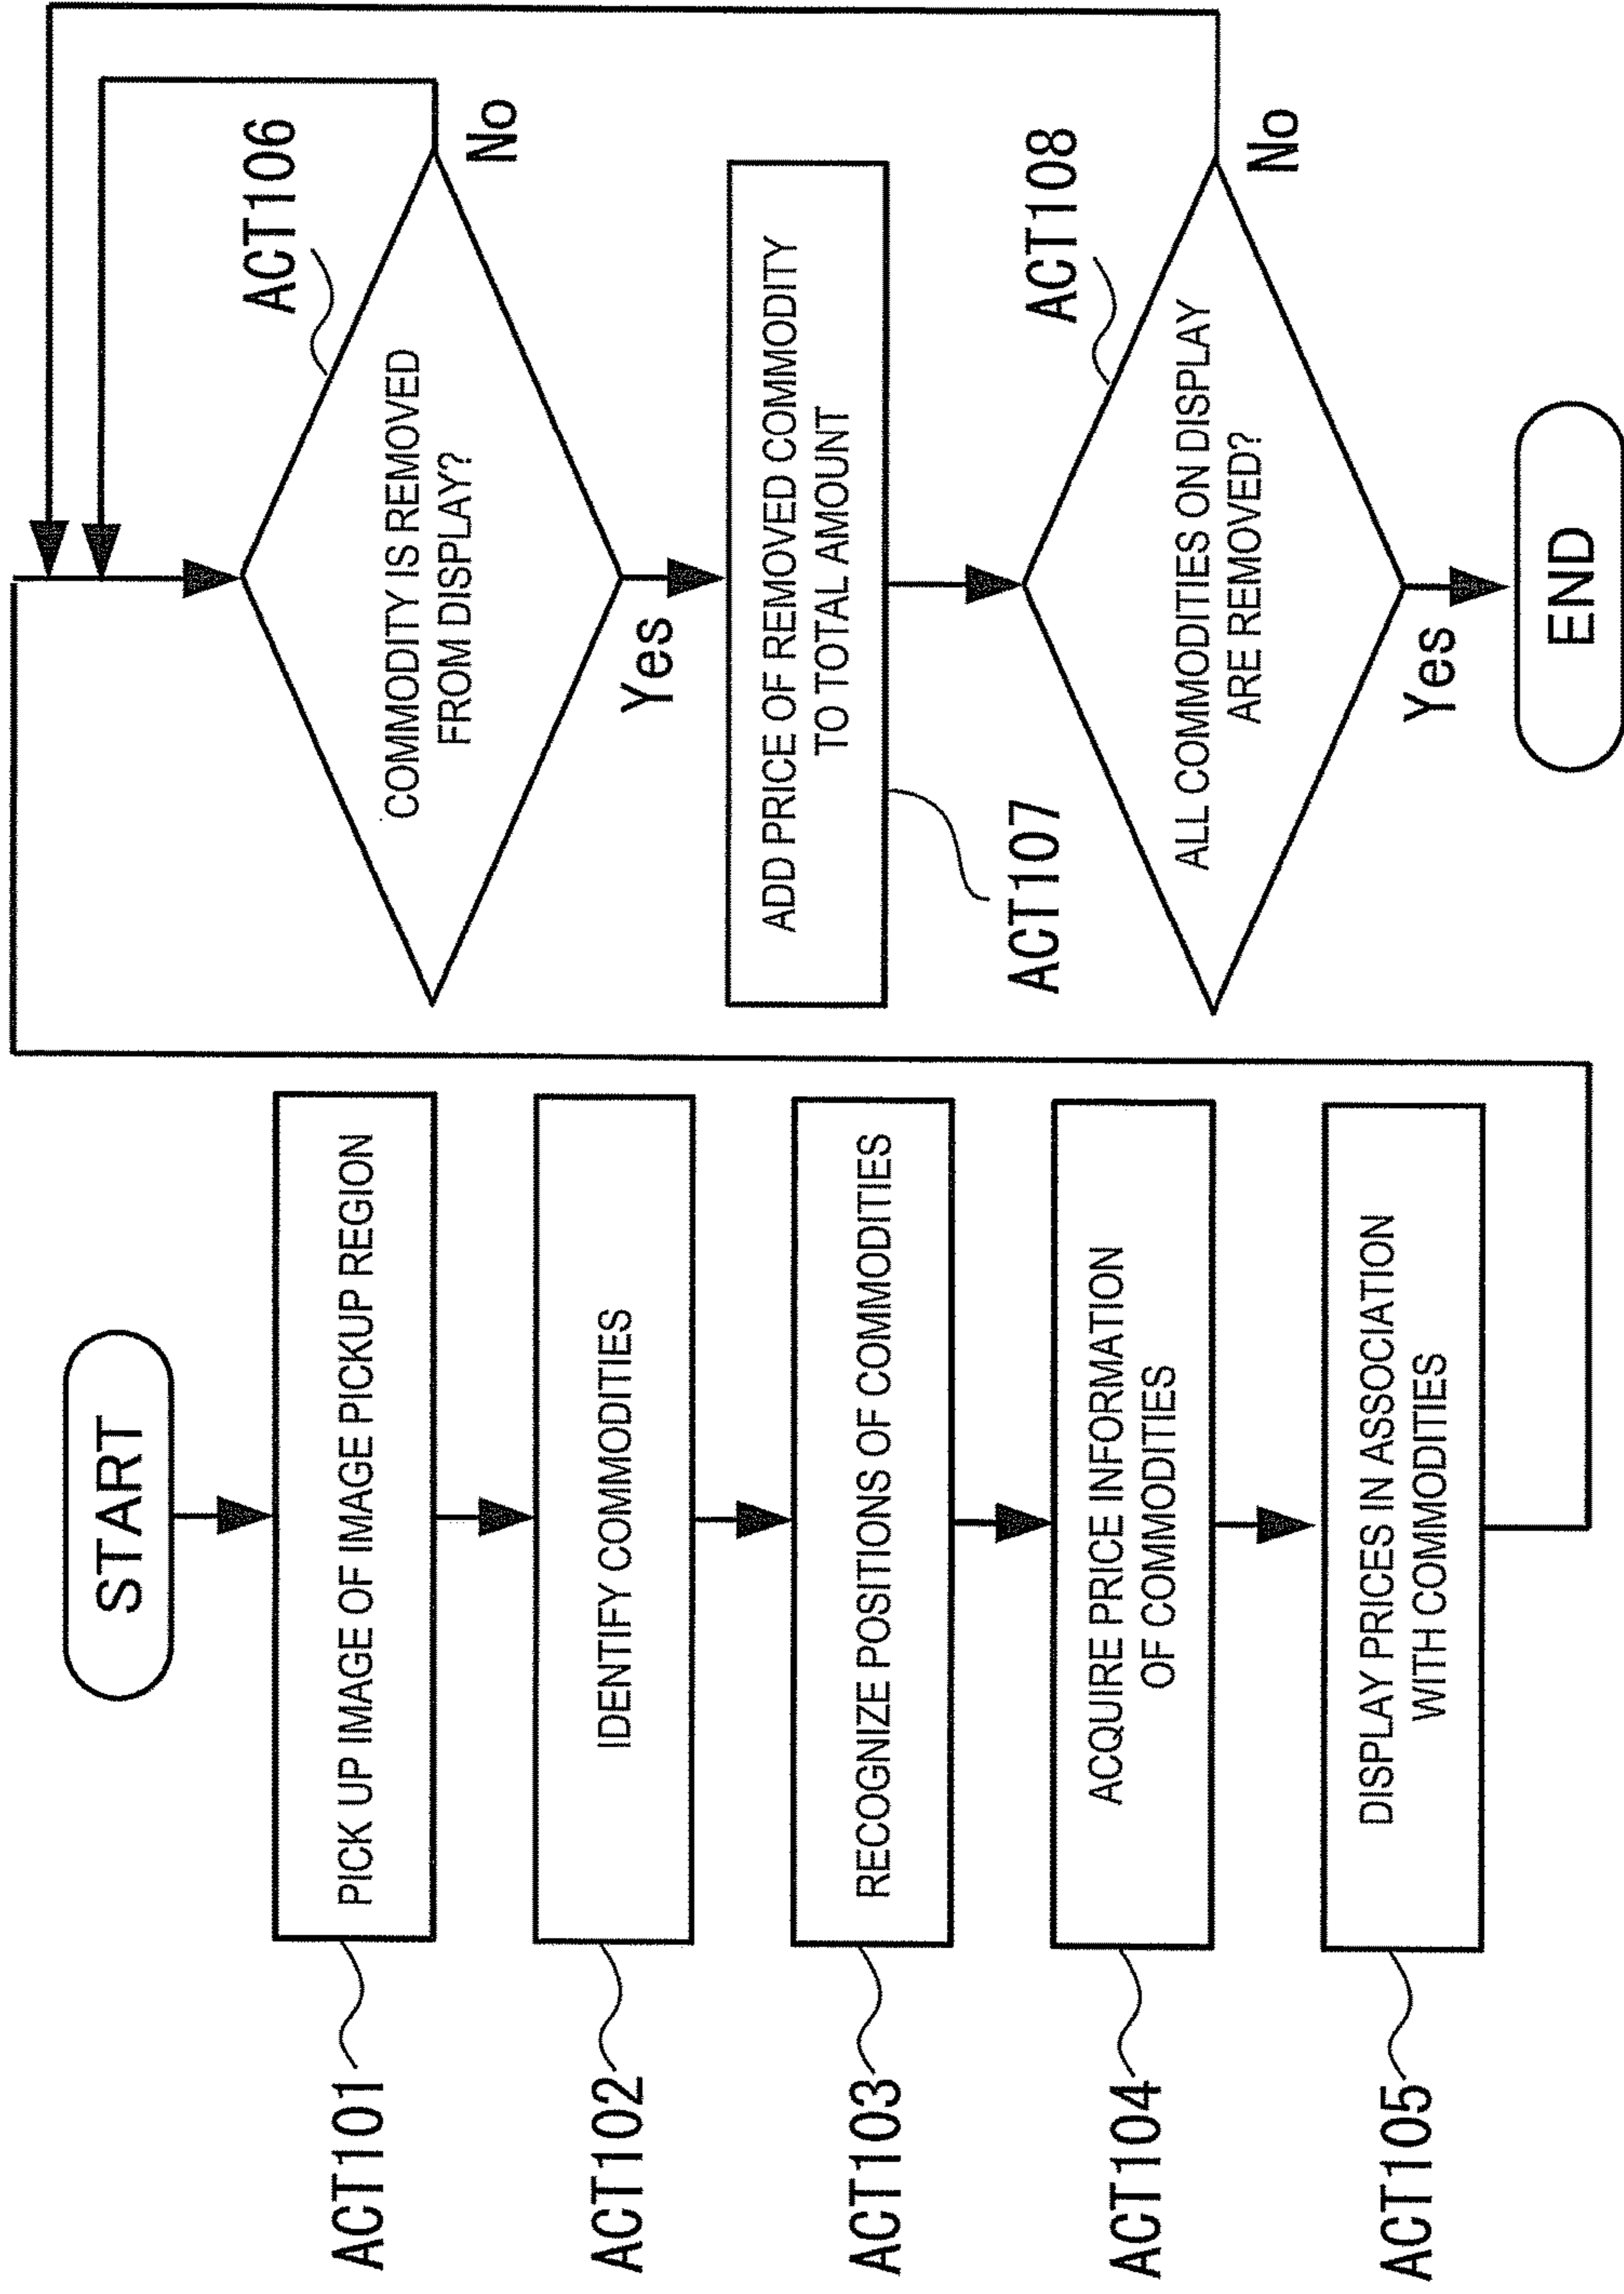 START
ACT101
PICK UP IMAGE OF IMAGE PICKUP REGION
ACT102
IDENTIFY COMMODITIES
ACT103
RECOGNIZE POSITIONS OF COMMODITIES
ACT104
ACQUIRE PRICE INFORMATION
OF COMMODITIES
ACT105
DISPLAY PRICES IN ASSOCIATION
WITH COMMODITIES
ACT106
COMMODITY IS REMOVED
FROM DISPLAY?
No
Yes
ADD PRICE OF REMOVED COMMODITY
TO TOTAL AMOUNT
ACT107
ACT108
ALL COMMODITIES ON DISPLAY
ARE REMOVED?
No
Yes
END